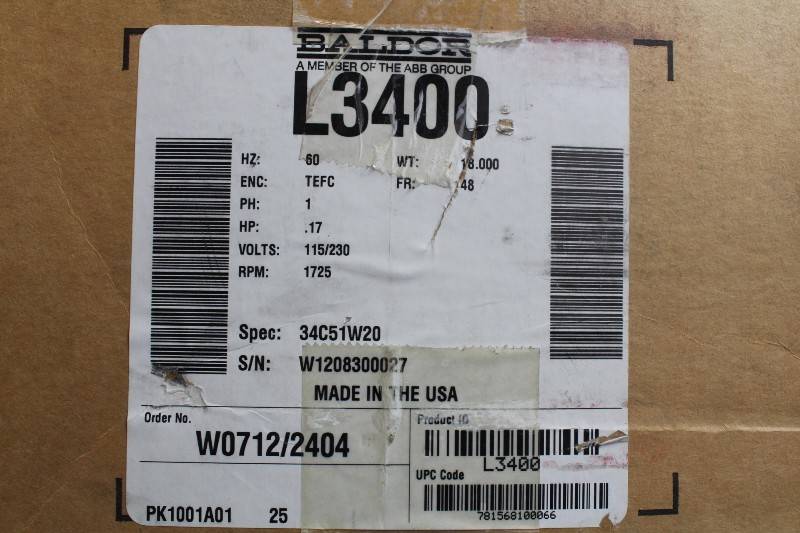 BALDOR
A MEMBER OF THE ABB GROUP
L3400
HZ: 60 WT: 18.000
ENC: TEFC FR: 48
PH: 1
HP: .17
VOLTS: 115/230
RPM: 1725
Spec: 34C51W20
S/N: W1208300027
MADE IN THE USA
Order No.
W0712/2404
Product ID
L3400
UPC Code
781568100066
PK1001A01 25